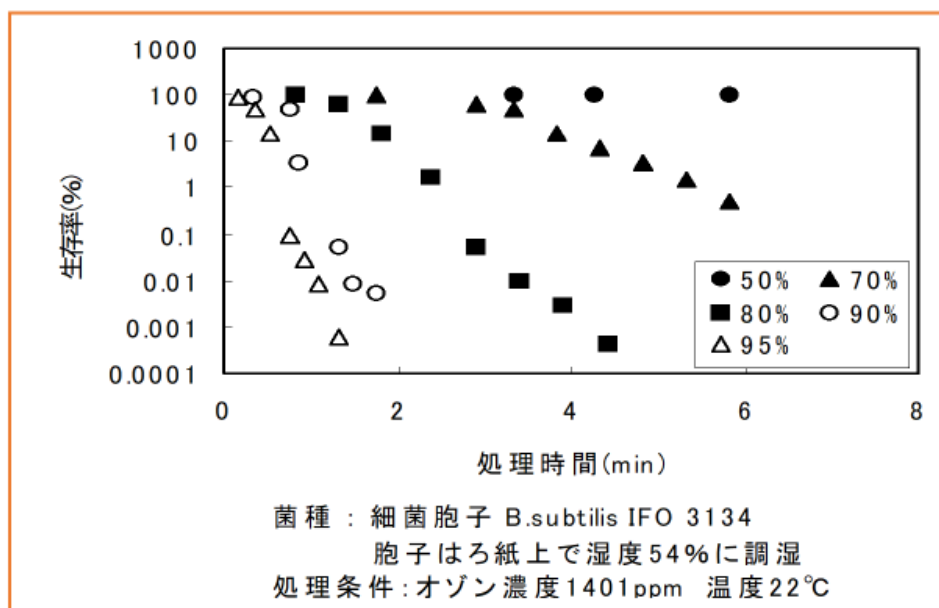 1000
100
10
1
0.1
0.01
0.001
0.0001
生存率(%)
50% 70%
80% 90%
95%
0 2 4 6 8
処理時間(min)
菌種：細菌胞子 B.subtilis IFO 3134
胞子はろ紙上で湿度54%に調湿
処理条件:オゾン濃度1401ppm 温度22℃